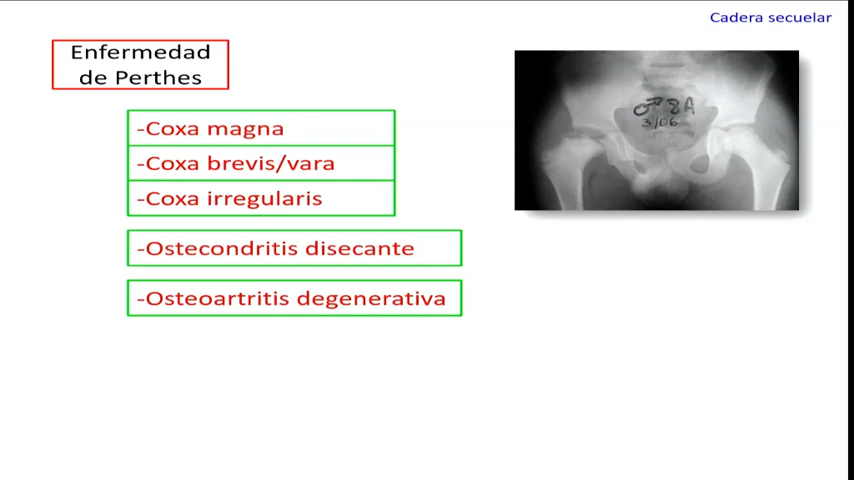 Cadera secuelar
Enfermedad
de Perthes
-Coxa magna
-Coxa brevis/vara
-Coxa irregularis
-Ostecondritis disecante
-Osteoartritis degenerativa
♂ 8A
3/06